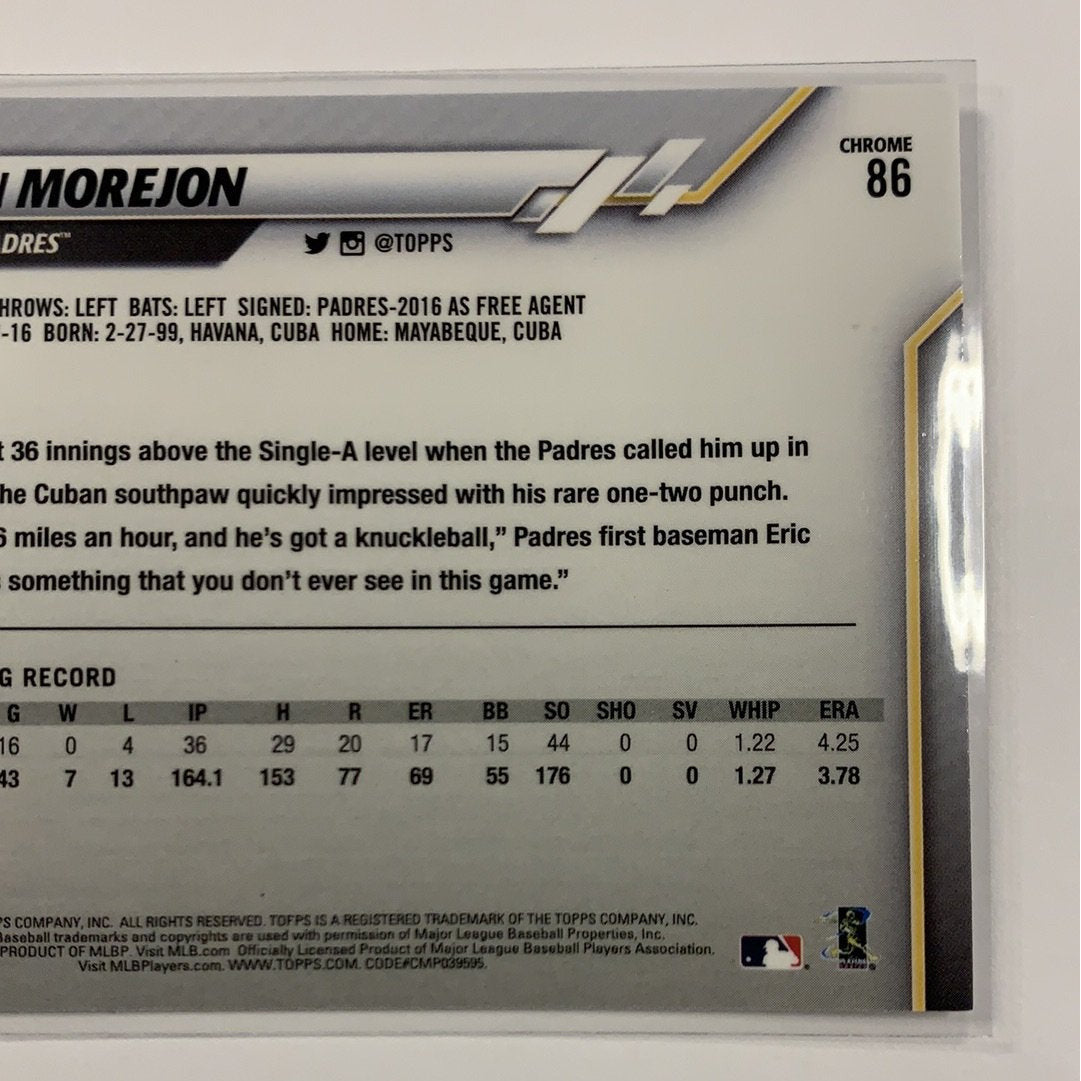 CHROME
86
MOREJON
DRES™
@TOPPS
HROWS: LEFT BATS: LEFT SIGNED: PADRES-2016 AS FREE AGENT
-16 BORN: 2-27-99, HAVANA, CUBA HOME: MAYABEQUE, CUBA
t 36 innings above the Single-A level when the Padres called him up in
he Cuban southpaw quickly impressed with his rare one-two punch.
6 miles an hour, and he's got a knuckleball,” Padres first baseman Eric
s something that you don't ever see in this game.”
G RECORD
G W L IP H R ER BB SO SHO SV WHIP ERA
16 0 4 36 29 20 17 15 44 0 0 1.22 4.25
43 7 13 164.1 153 77 69 55 176 0 0 1.27 3.78
PS COMPANY, INC. ALL RIGHTS RESERVED. TOPPS IS A REGISTERED TRADEMARK OF THE TOPPS COMPANY, INC.
Baseball trademarks and copyrights are used with permission of Major League Baseball Properties, Inc.
PRODUCT OF MLBP. Visit MLB.com Officially Licensed Product of Major League Baseball Players Association.
Visit MLBPlayers.com. WWW.TOPPS.COM. CODE#CMP039595.